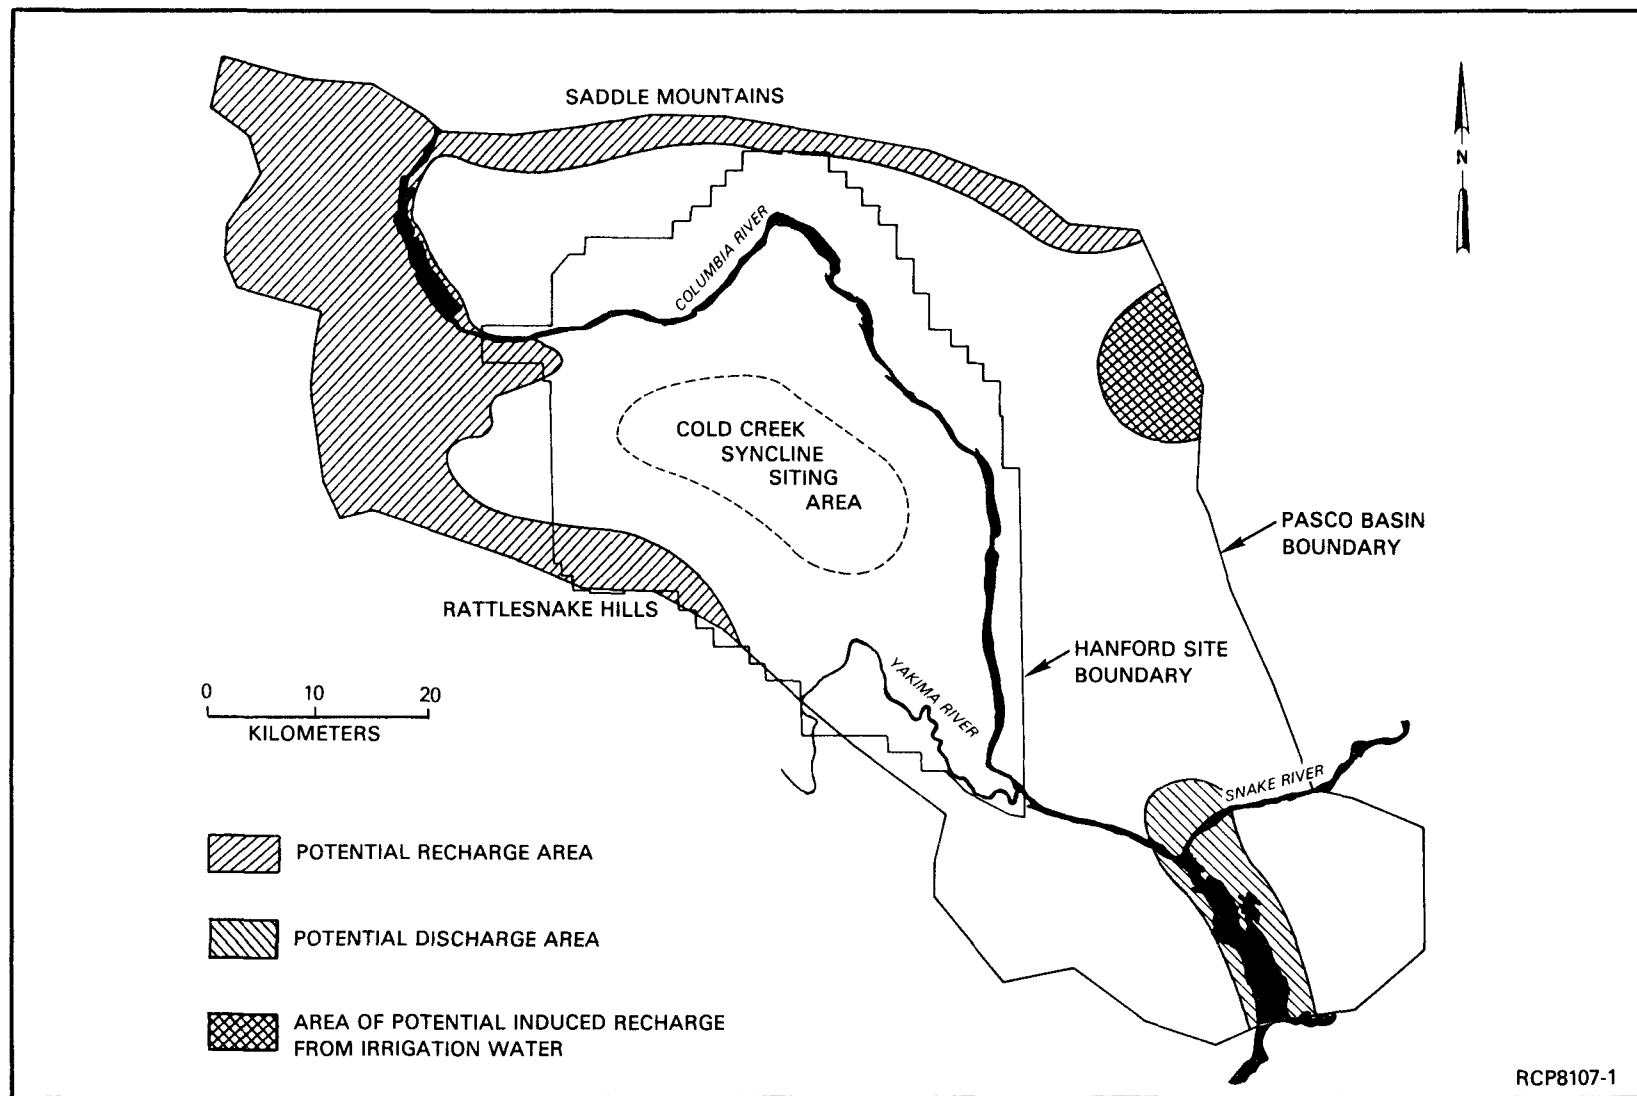 SADDLE MOUNTAINS
N
COLUMBIA RIVER
COLD CREEK
SYNCLINE
SITING
AREA
PASCO BASIN
BOUNDARY
RATTLESNAKE HILLS
HANFORD SITE
BOUNDARY
YAKIMA RIVER
0 10 20
KILOMETERS
SNAKE RIVER
POTENTIAL RECHARGE AREA
POTENTIAL DISCHARGE AREA
AREA OF POTENTIAL INDUCED RECHARGE
FROM IRRIGATION WATER
RCP8107-1